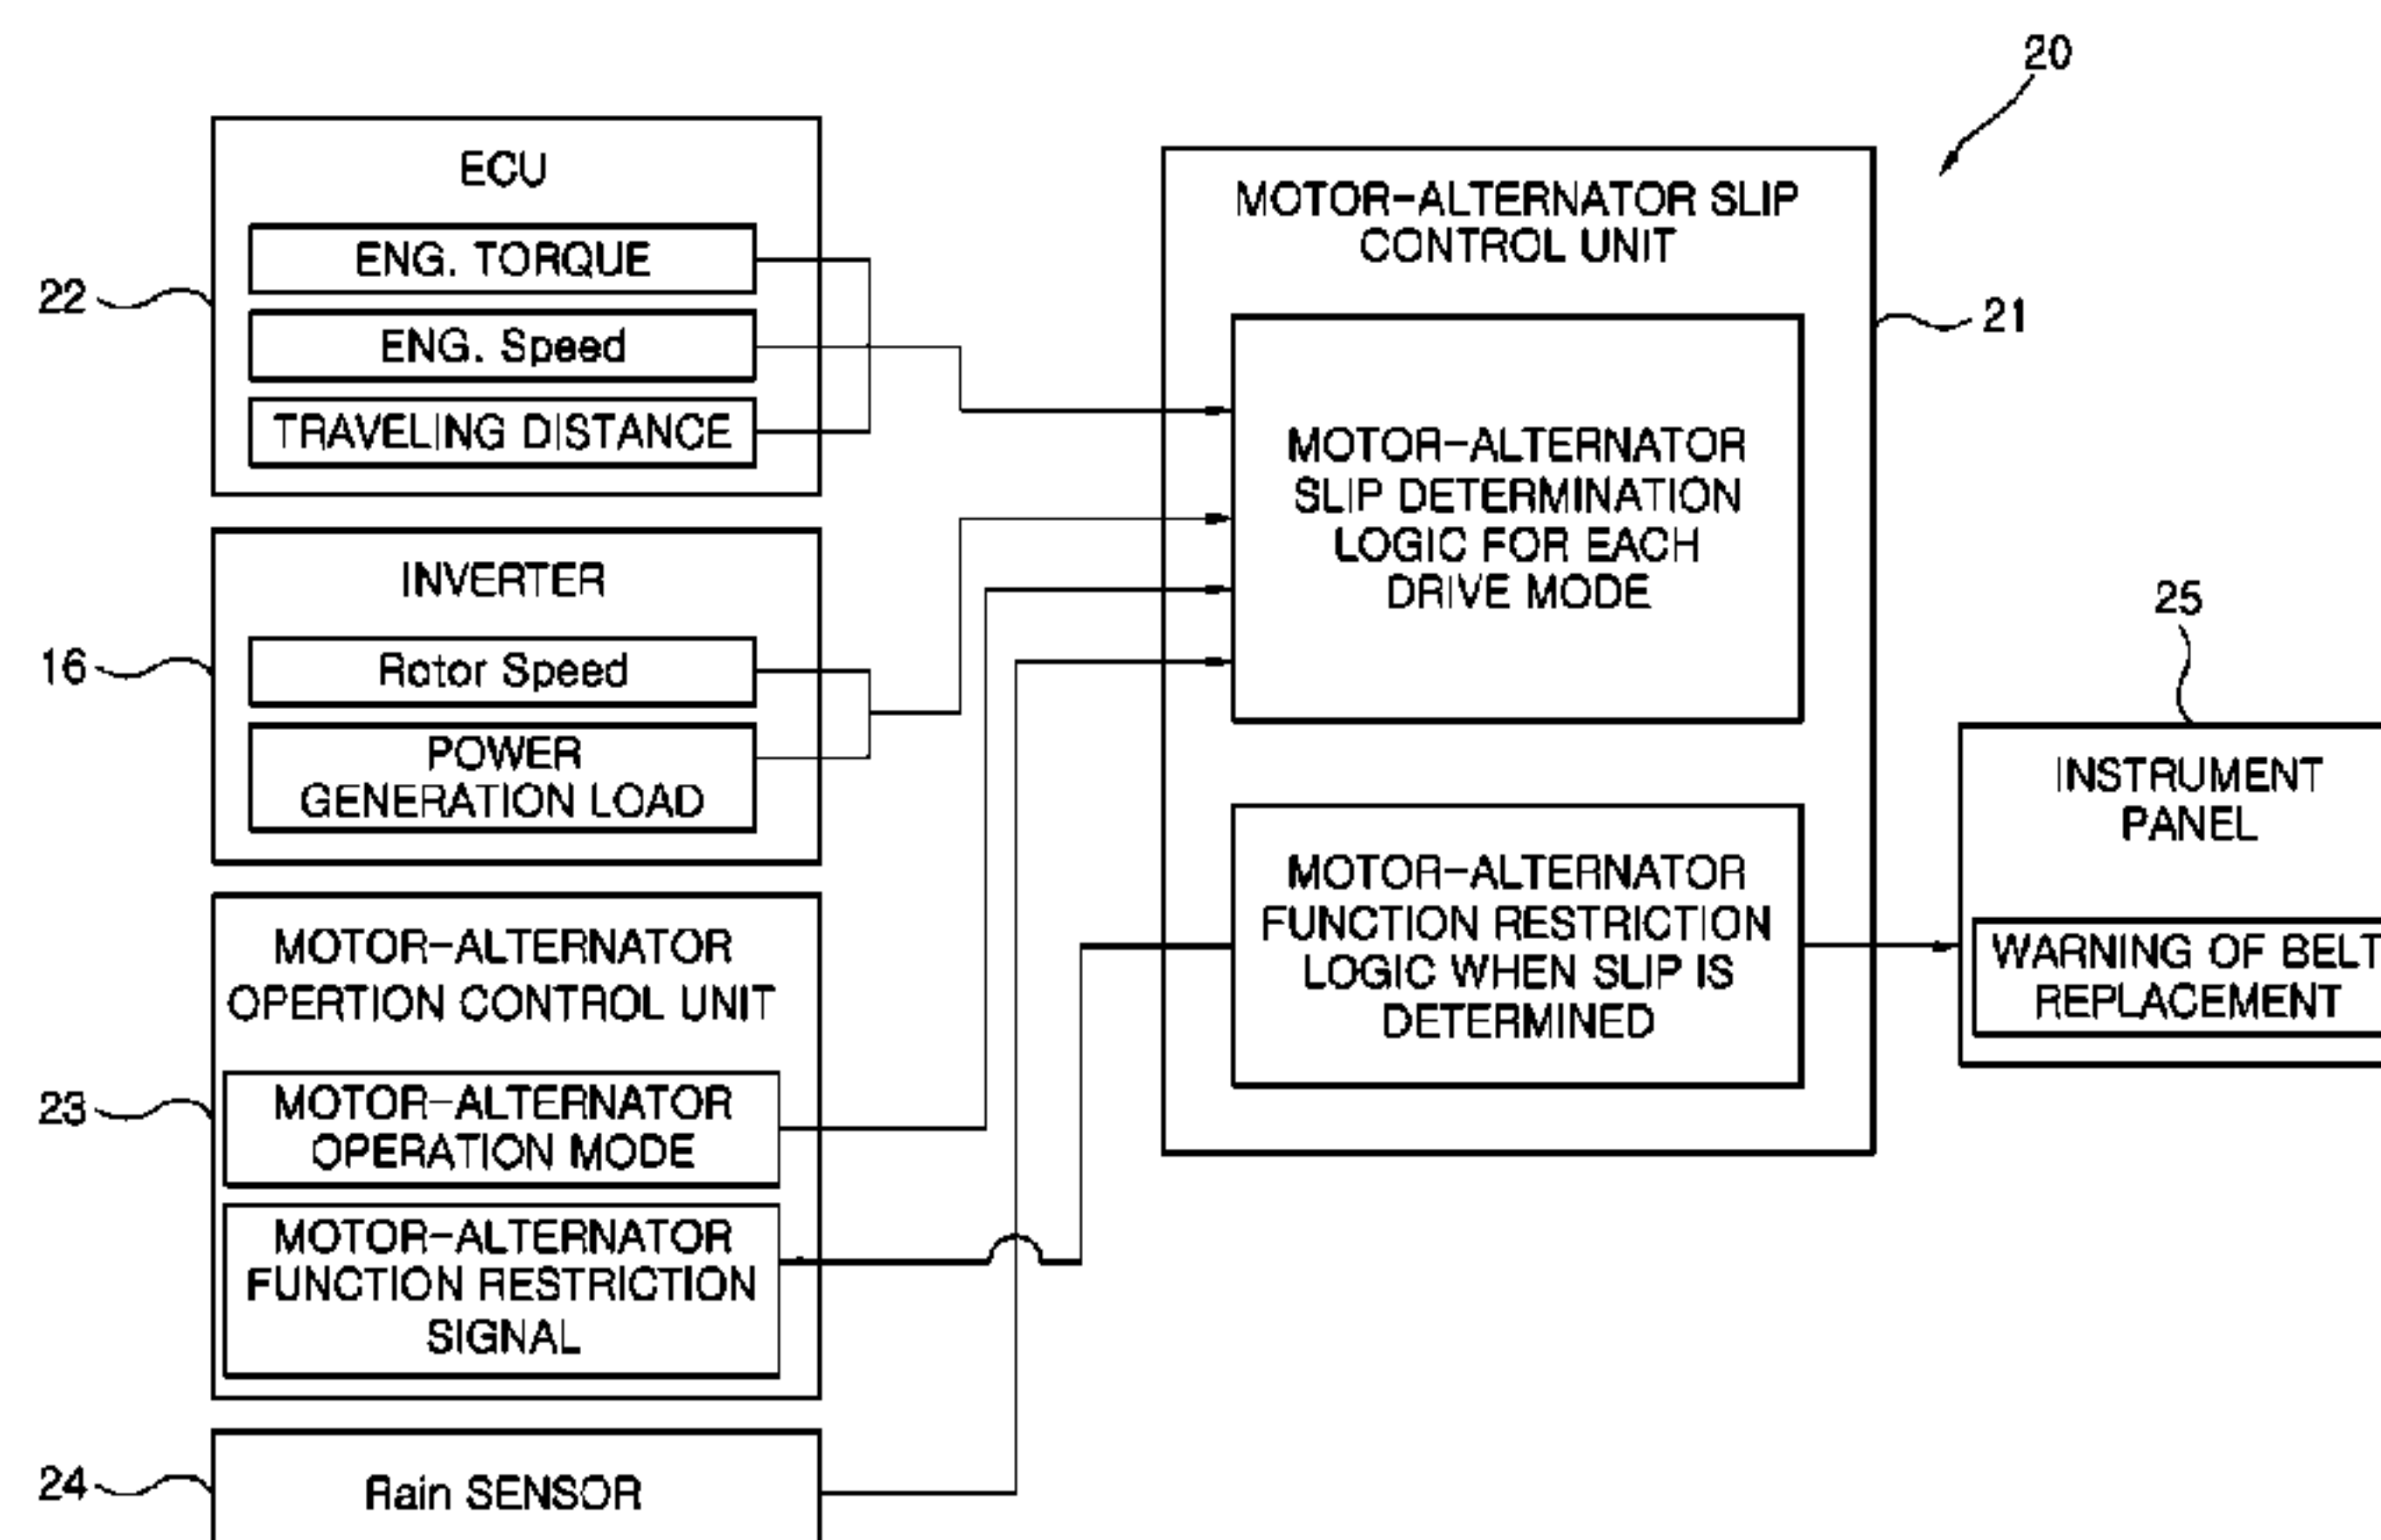 20
ECU
ENG. TORQUE
ENG. Speed
TRAVELING DISTANCE
22
INVERTER
Rotor Speed
POWER
GENERATION LOAD
16
MOTOR-ALTERNATOR
OPERTION CONTROL UNIT
MOTOR-ALTERNATOR
OPERATION MODE
MOTOR-ALTERNATOR
FUNCTION RESTRICTION
SIGNAL
23
Rain SENSOR
24
MOTOR-ALTERNATOR SLIP
CONTROL UNIT
21
MOTOR-ALTERNATOR
SLIP DETERMINATION
LOGIC FOR EACH
DRIVE MODE
MOTOR-ALTERNATOR
FUNCTION RESTRICTION
LOGIC WHEN SLIP IS
DETERMINED
25
INSTRUMENT
PANEL
WARNING OF BELT
REPLACEMENT